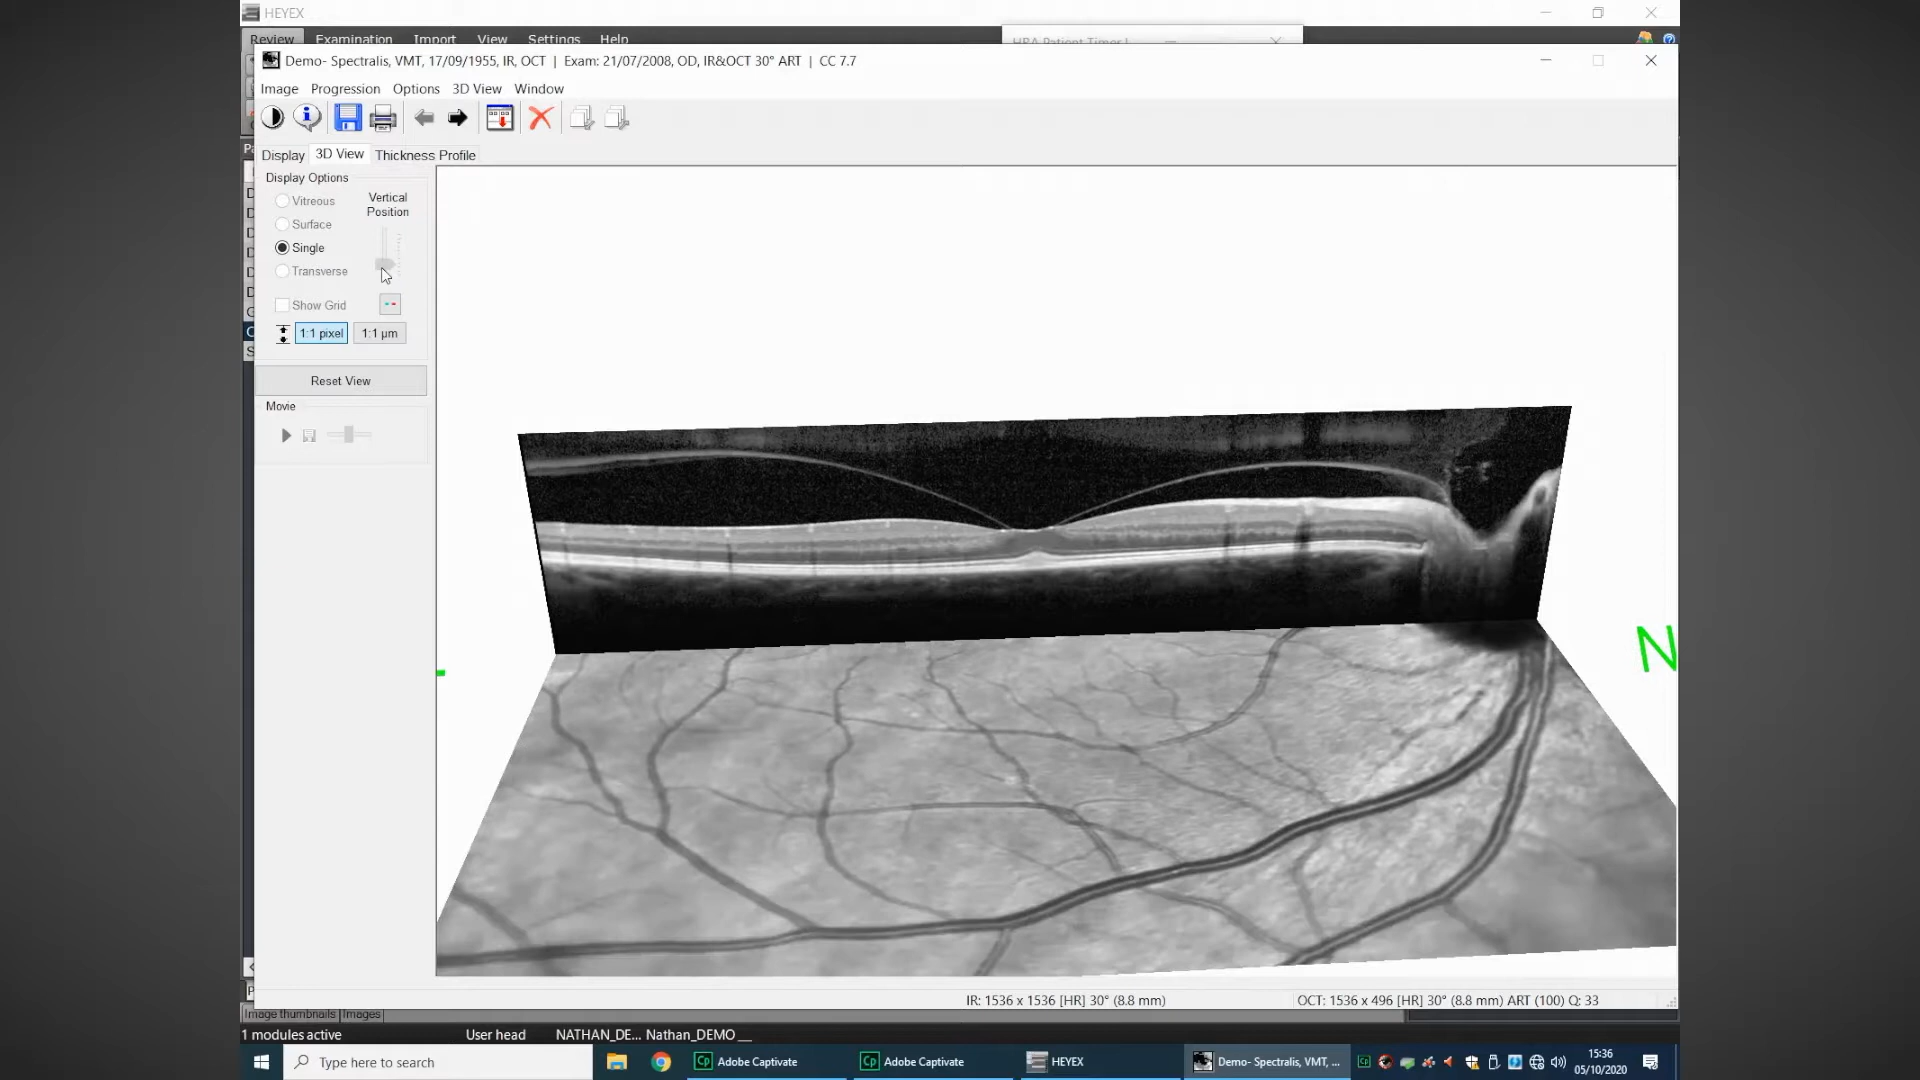 HEYEX
Review Examination Import View Settings Help
HRA Patient Timer
Demo- Spectralis, VMT, 17/09/1955, IR, OCT | Exam: 21/07/2008, OD, IR&OCT 30° ART | CC 7.7
Image Progression Options 3D View Window
Display 3D View Thickness Profile
Display Options
Vitreous
Surface
Single
Transverse
Vertical
Position
Show Grid
1:1 pixel 1:1 µm
Reset View
Movie
N
IR: 1536 x 1536 [HR] 30° (8.8 mm) OCT: 1536 x 496 [HR] 30° (8.8 mm) ART (100) Q: 33
Image thumbnails Images
1 modules active User head NATHAN_DE... Nathan_DEMO __
Type here to search Adobe Captivate Adobe Captivate HEYEX Demo- Spectralis, VMT, ... 15:36
05/10/2020